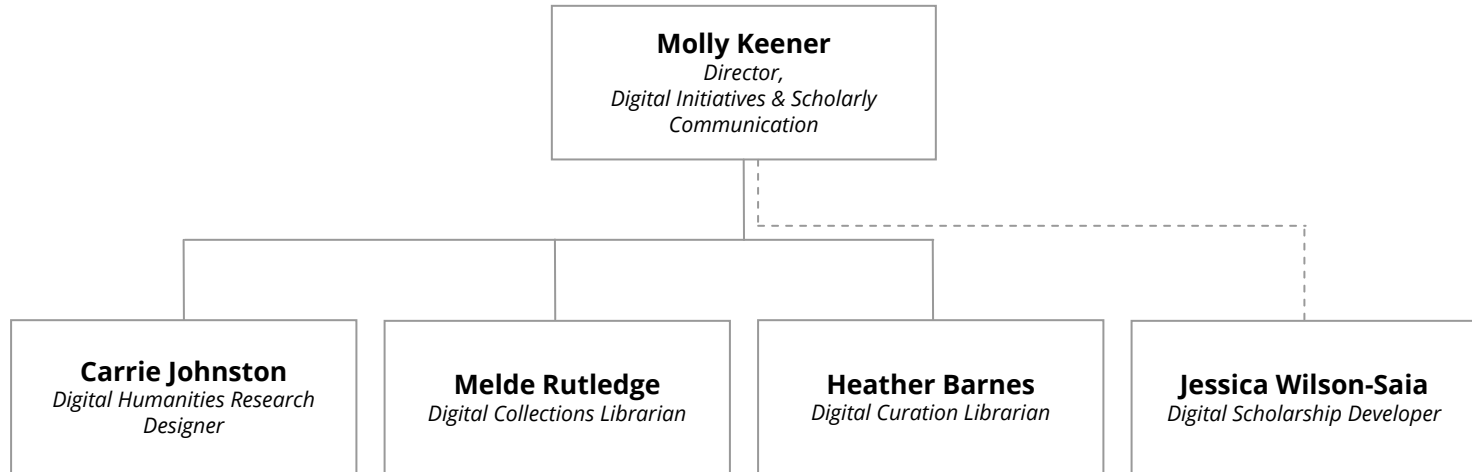 Molly Keener
Director,
Digital Initiatives & Scholarly
Communication
Carrie Johnston
Digital Humanities Research
Designer
Melde Rutledge
Digital Collections Librarian
Heather Barnes
Digital Curation Librarian
Jessica Wilson-Saia
Digital Scholarship Developer